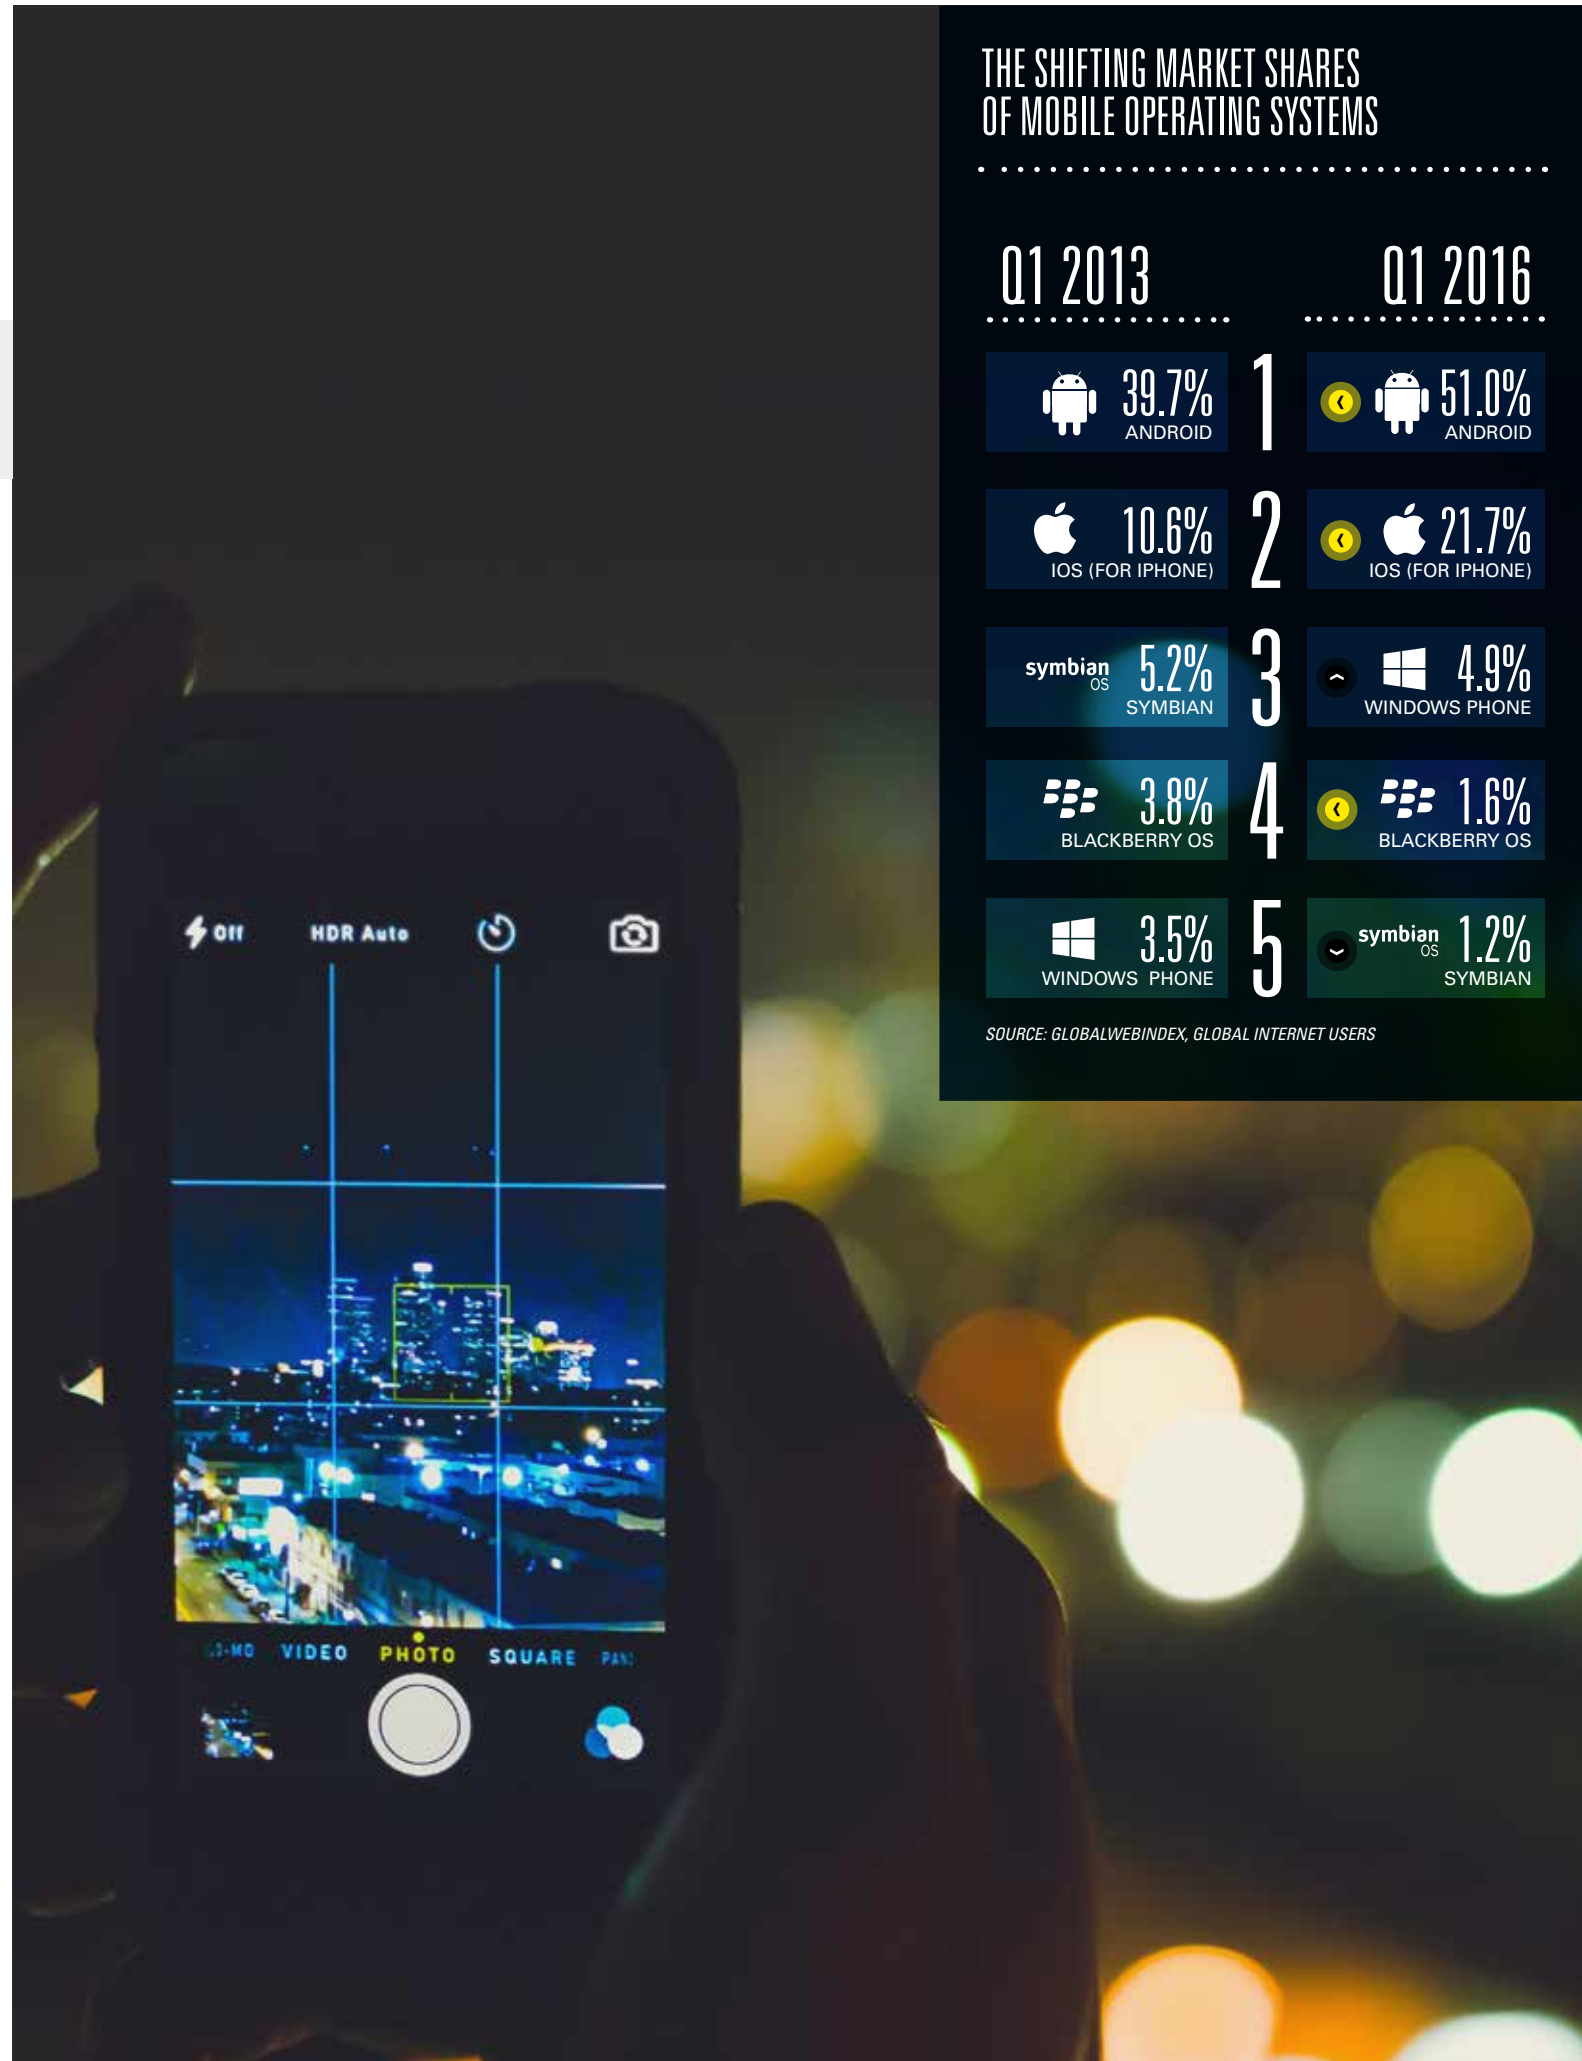 THE SHIFTING MARKET SHARES
OF MOBILE OPERATING SYSTEMS
Q1 2013
Q1 2016
39.7%
ANDROID
1
51.0%
ANDROID
10.6%
IOS (FOR IPHONE)
2
21.7%
IOS (FOR IPHONE)
symbian
OS
5.2%
SYMBIAN
3
4.9%
WINDOWS PHONE
3.8%
BLACKBERRY OS
4
1.6%
BLACKBERRY OS
3.5%
WINDOWS PHONE
5
symbian
OS
1.2%
SYMBIAN
SOURCE: GLOBALWEBINDEX, GLOBAL INTERNET USERS
Off HDR Auto
VIDEO PHOTO SQUARE